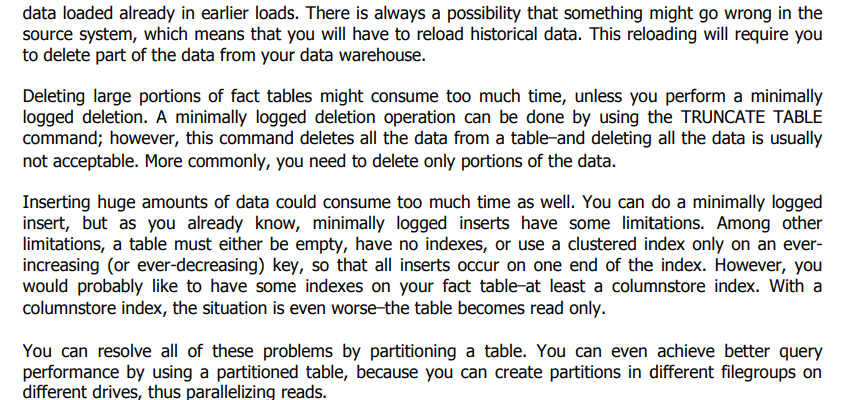 data loaded already in earlier loads. There is always a possibility that something might go wrong in the
source system, which means that you will have to reload historical data. This reloading will require you
to delete part of the data from your data warehouse.
Deleting large portions of fact tables might consume too much time, unless you perform a minimally
logged deletion. A minimally logged deletion operation can be done by using the TRUNCATE TABLE
command; however, this command deletes all the data from a table—and deleting all the data is usually
not acceptable. More commonly, you need to delete only portions of the data.
Inserting huge amounts of data could consume too much time as well. You can do a minimally logged
insert, but as you already know, minimally logged inserts have some limitations. Among other
limitations, a table must either be empty, have no indexes, or use a clustered index only on an ever-
increasing (or ever-decreasing) key, so that all inserts occur on one end of the index. However, you
would probably like to have some indexes on your fact table—at least a columnstore index. With a
columnstore index, the situation is even worse—the table becomes read only.
You can resolve all of these problems by partitioning a table. You can even achieve better query
performance by using a partitioned table, because you can create partitions in different filegroups on
different drives, thus parallelizing reads.